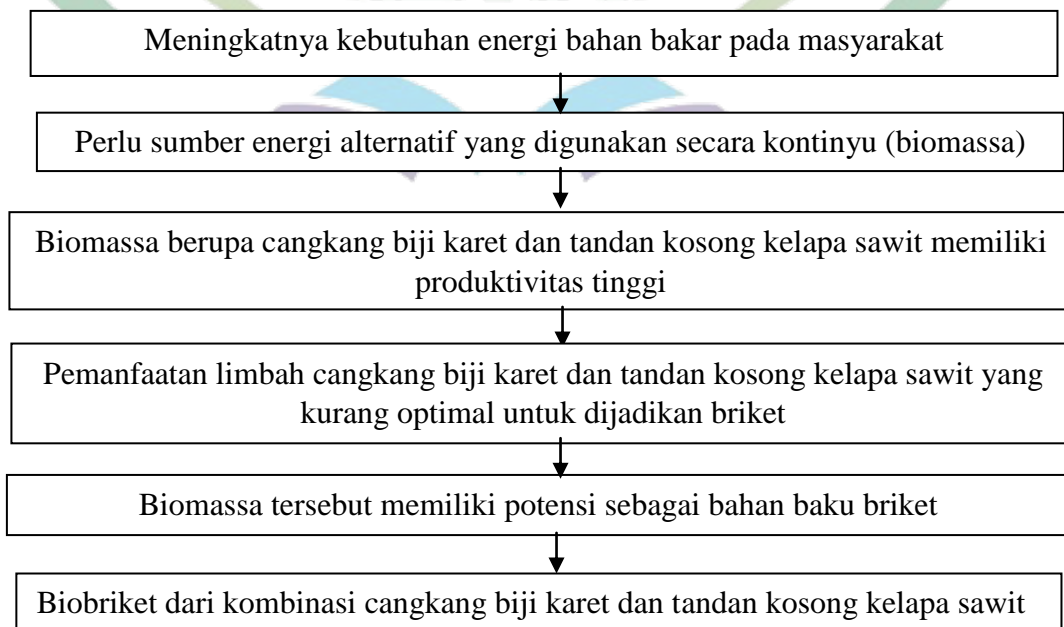 Meningkatnya kebutuhan energi bahan bakar pada masyarakat
Perlu sumber energi alternatif yang digunakan secara kontinyu (biomassa)
Biomassa berupa cangkang biji karet dan tandan kosong kelapa sawit memiliki
produktivitas tinggi
Pemanfaatan limbah cangkang biji karet dan tandan kosong kelapa sawit yang
kurang optimal untuk dijadikan briket
Biomassa tersebut memiliki potensi sebagai bahan baku briket
Biobriket dari kombinasi cangkang biji karet dan tandan kosong kelapa sawit